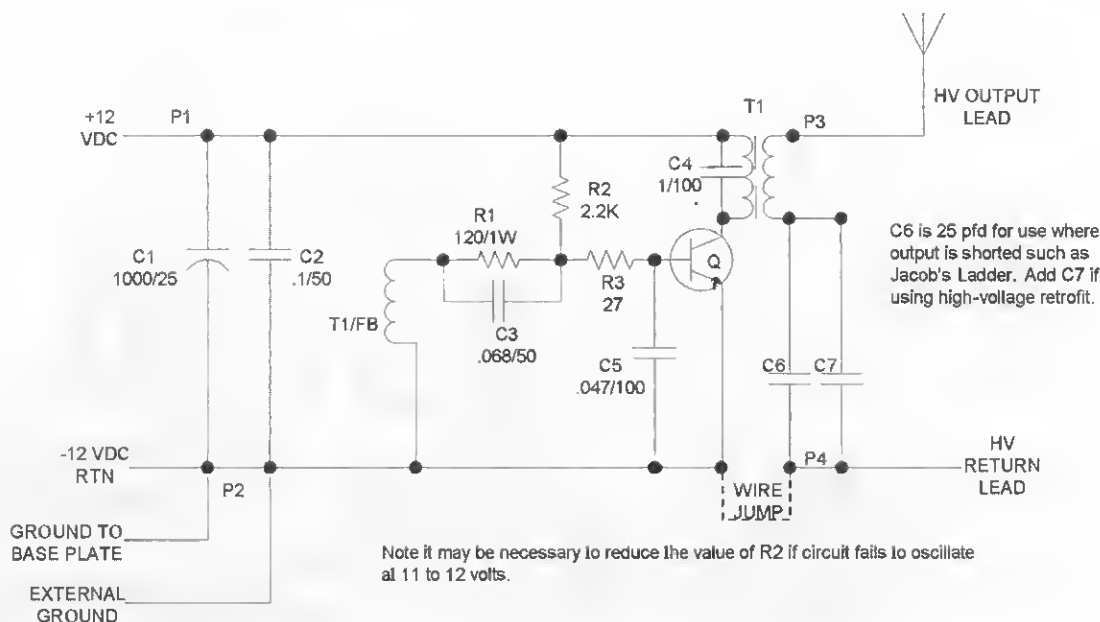 +12
VDC
P1
T1
P3
HV OUTPUT
LEAD
C4
1/100
R2
2.2K
R1
120/1W
C1
1000/25
C2
.1/50
Q
R3
27
C6 is 25 pfd for use where
output is shorted such as
Jacob's Ladder. Add C7 if
using high-voltage retrofit.
T1/FB
C3
.068/50
C5
.047/100
C6
C7
-12 VDC
RTN
P2
P4
HV
RETURN
LEAD
WIRE
JUMP
GROUND TO
BASE PLATE
Note it may be necessary to reduce the value of R2 if circuit fails to oscillate
at 11 to 12 volts.
EXTERNAL
GROUND